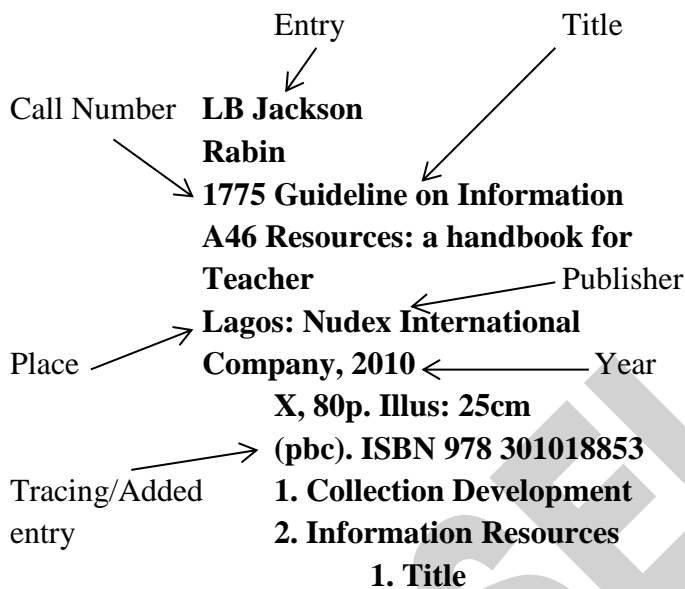 Entry Title
Call Number LB Jackson
Rabin
1775 Guideline on Information
A46 Resources: a handbook for
Teacher Publisher
Lagos: Nudex International
Place Company, 2010 Year
X, 80p. Illus: 25cm
(pbc). ISBN 978 301018853
Tracing/Added 1. Collection Development
entry 2. Information Resources
1. Title